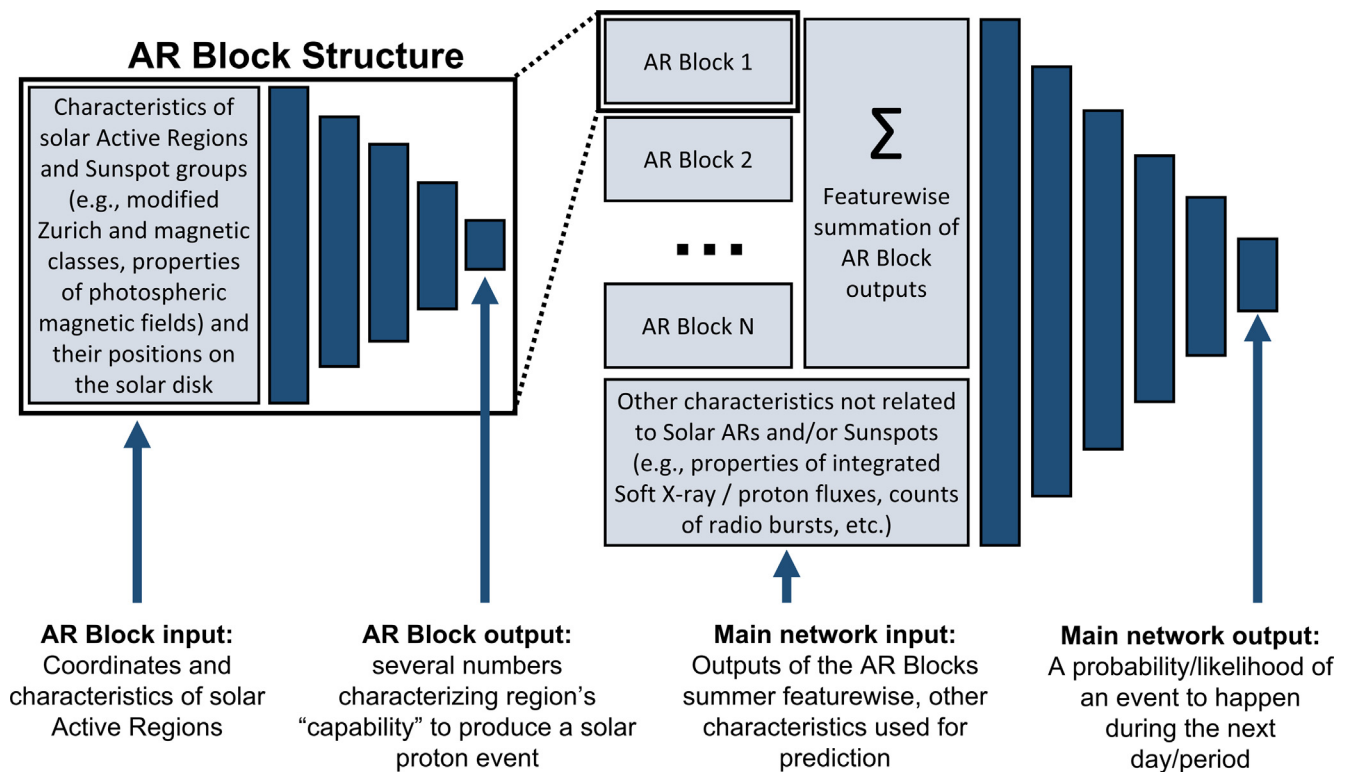 AR Block Structure
Characteristics of
solar Active Regions
and Sunspot groups
(e.g., modified
Zurich and magnetic
classes, properties
of photospheric
magnetic fields) and
their positions on
the solar disk
AR Block 1
AR Block 2
...
AR Block N
Σ
Featurewise
summation of
AR Block
outputs
Other characteristics not related
to Solar ARs and/or Sunspots
(e.g., properties of integrated
Soft X-ray / proton fluxes, counts
of radio bursts, etc.)
AR Block input:
Coordinates and
characteristics of solar
Active Regions
AR Block output:
several numbers
characterizing region's
“capability” to produce a solar
proton event
Main network input:
Outputs of the AR Blocks
summer featurewise, other
characteristics used for
prediction
Main network output:
A probability/likelihood of
an event to happen
during the next
day/period